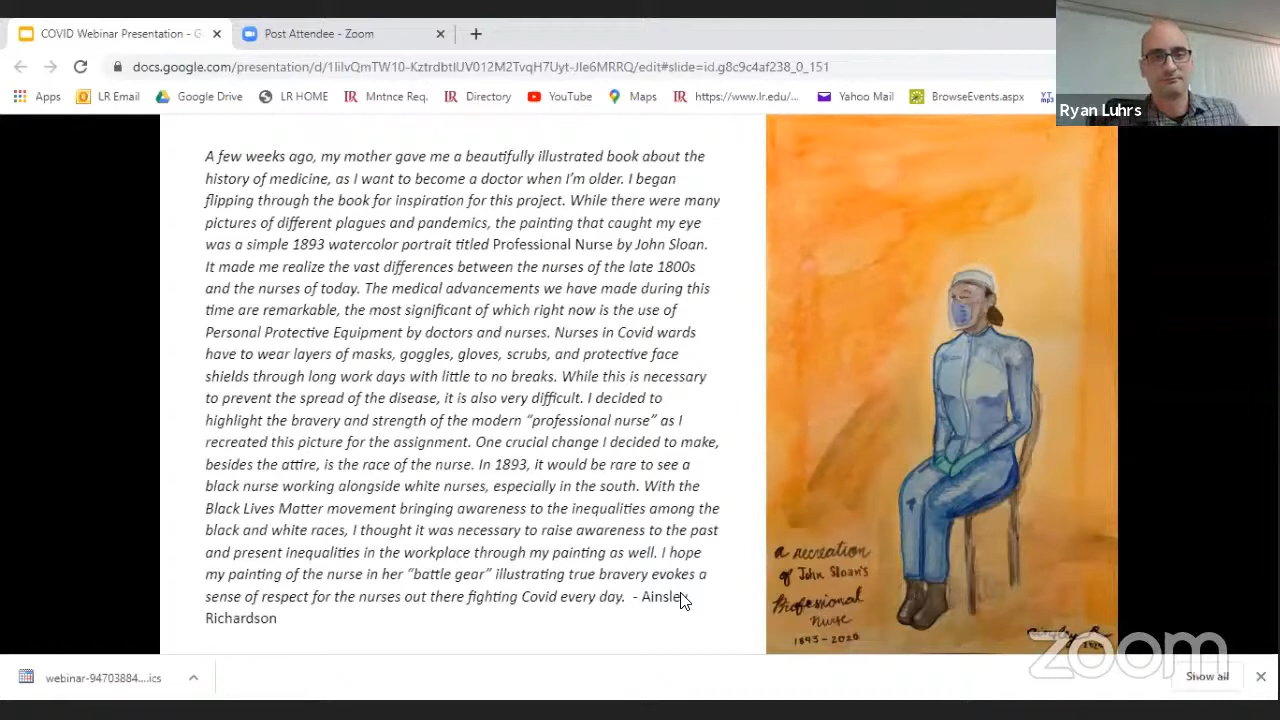 COVID Webinar Presentation - G
Post Attendee - Zoom
Ryan Luhrs
Apps
LR Email
Google Drive
LR HOME
Mntnce Req.
Directory
YouTube
Maps
https://www.lr.edu/...
Yahoo Mail
BrowseEvents.aspx
A few weeks ago, my mother gave me a beautifully illustrated book about the
history of medicine, as I want to become a doctor when I'm older. I began
flipping through the book for inspiration for this project. While there were many
pictures of different plagues and pandemics, the painting that caught my eye
was a simple 1893 watercolor portrait titled Professional Nurse by John Sloan.
It made me realize the vast differences between the nurses of the late 1800s
and the nurses of today. The medical advancements we have made during this
time are remarkable, the most significant of which right now is the use of
Personal Protective Equipment by doctors and nurses. Nurses in Covid wards
have to wear layers of masks, goggles, gloves, scrubs, and protective face
shields through long work days with little to no breaks. While this is necessary
to prevent the spread of the disease, it is also very difficult. I decided to
highlight the bravery and strength of the modern “professional nurse” as I
recreated this picture for the assignment. One crucial change I decided to make,
besides the attire, is the race of the nurse. In 1893, it would be rare to see a
black nurse working alongside white nurses, especially in the south. With the
Black Lives Matter movement bringing awareness to the inequalities among the
black and white races, I thought it was necessary to raise awareness to the past
and present inequalities in the workplace through my painting as well. I hope
my painting of the nurse in her “battle gear” illustrating true bravery evokes a
sense of respect for the nurses out there fighting Covid every day. - Ainsley
Richardson
a recreation
of John Sloan's
Professional
Nurse
1893-2020
zoom
webinar-94703884....ics
Show all